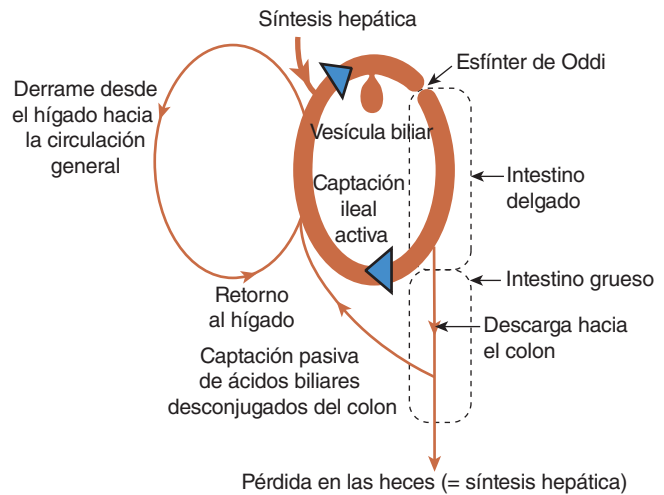 Síntesis hepática
Derrame desde
el hígado hacia
la circulación
general
Esfínter de Oddi
Vesícula biliar
Captación
ileal
activa
Intestino
delgado
Intestino grueso
Retorno
al hígado
Descarga hacia
el colon
Captación pasiva
de ácidos biliares
desconjugados del colon
Pérdida en las heces (= síntesis hepática)